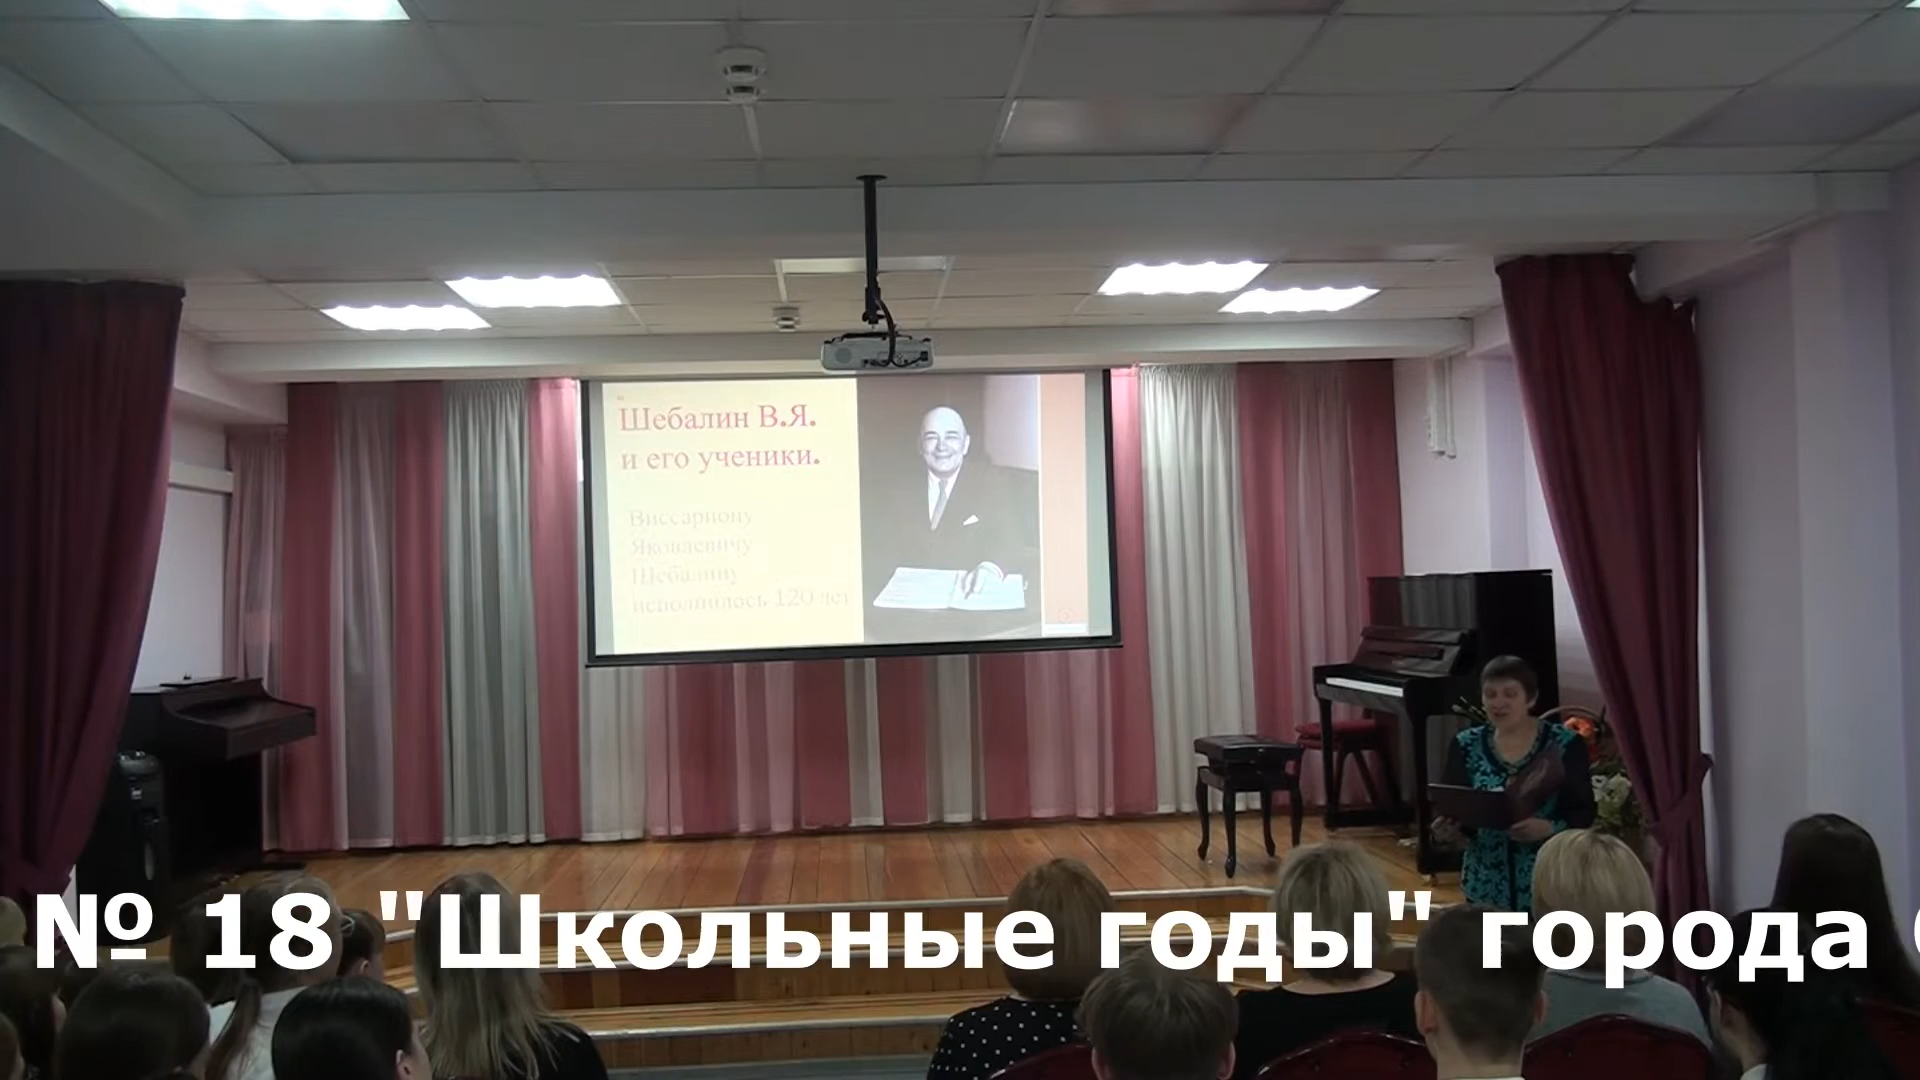 Шебалин В.Я.
и его ученики.
Виссариону
Яковлевичу
Шебалину
исполнилось 120 лет
№ 18 "Школьные годы" города